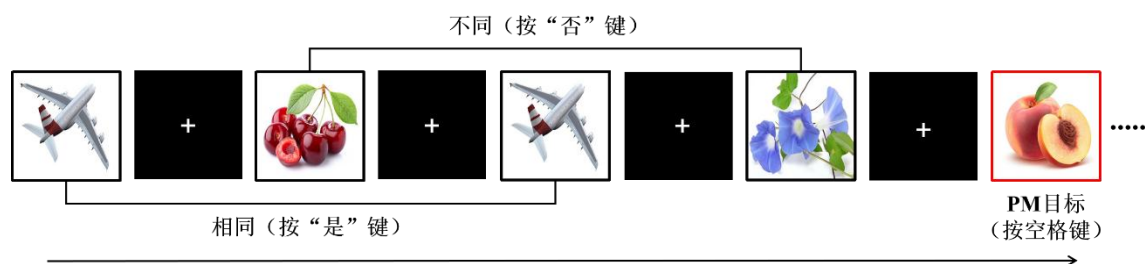 不同（按“否”键）
+
+
+
+
.....
相同（按“是”键）
PM目标
（按空格键）